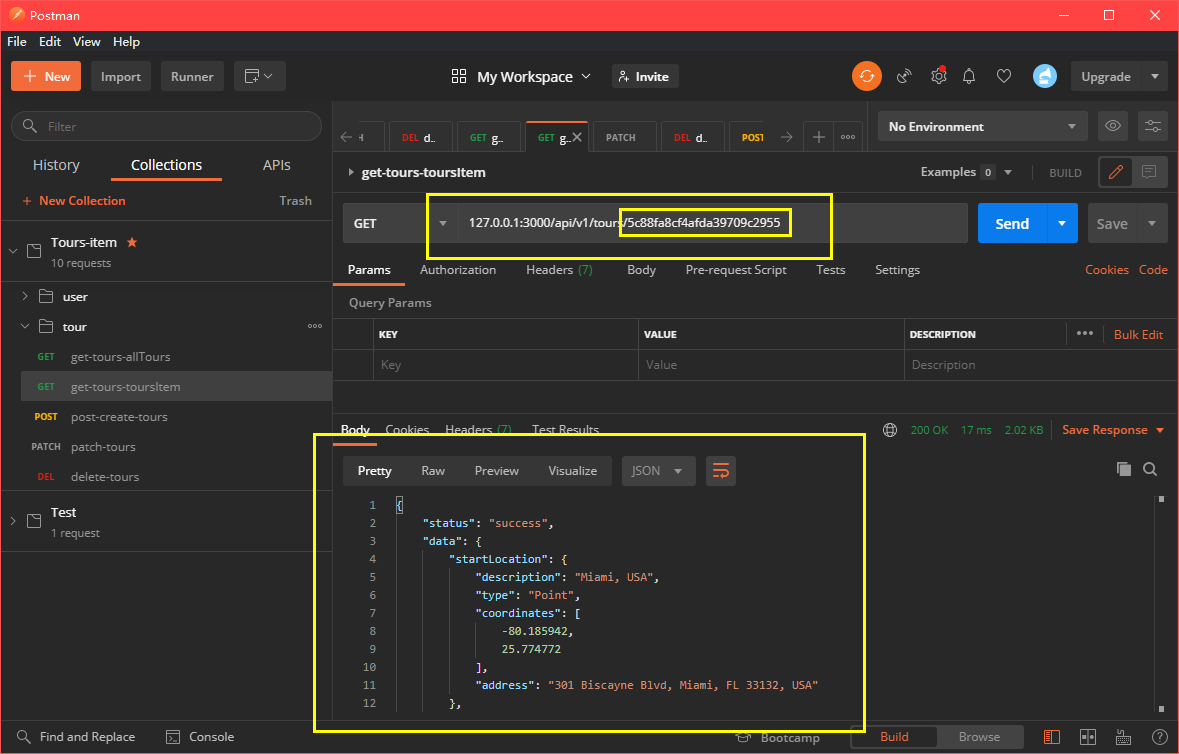 Postman
File Edit View Help
New Import Runner My Workspace Invite Upgrade
Filter
History Collections APIs
New Collection Trash
Tours-item
10 requests
user
tour
GET get-tours-allTours
GET get-tours-toursItem
POST post-create-tours
PATCH patch-tours
DEL delete-tours
Test
1 request
H DEL d.. GET g.. GET g.. PATCH DEL d.. POST
No Environment
get-tours-toursItem Examples 0 BUILD
GET 127.0.0.1:3000/api/v1/tours/5c88fa8cf4afda39709c2955 Send Save
Params Authorization Headers (7) Body Pre-request Script Tests Settings Cookies Code
Query Params
KEY VALUE DESCRIPTION Bulk Edit
Key Value Description
Body Cookies Headers (7) Test Results 200 OK 17 ms 2.02 KB Save Response
Pretty Raw Preview Visualize JSON
1 {
2 "status": "success",
3 "data": {
4 "startLocation": {
5 "description": "Miami, USA",
6 "type": "Point",
7 "coordinates": [
8 -80.185942,
9 25.774772
10 ],
11 "address": "301 Biscayne Blvd, Miami, FL 33132, USA"
12 },
Find and Replace Console Bootcamp Build Browse